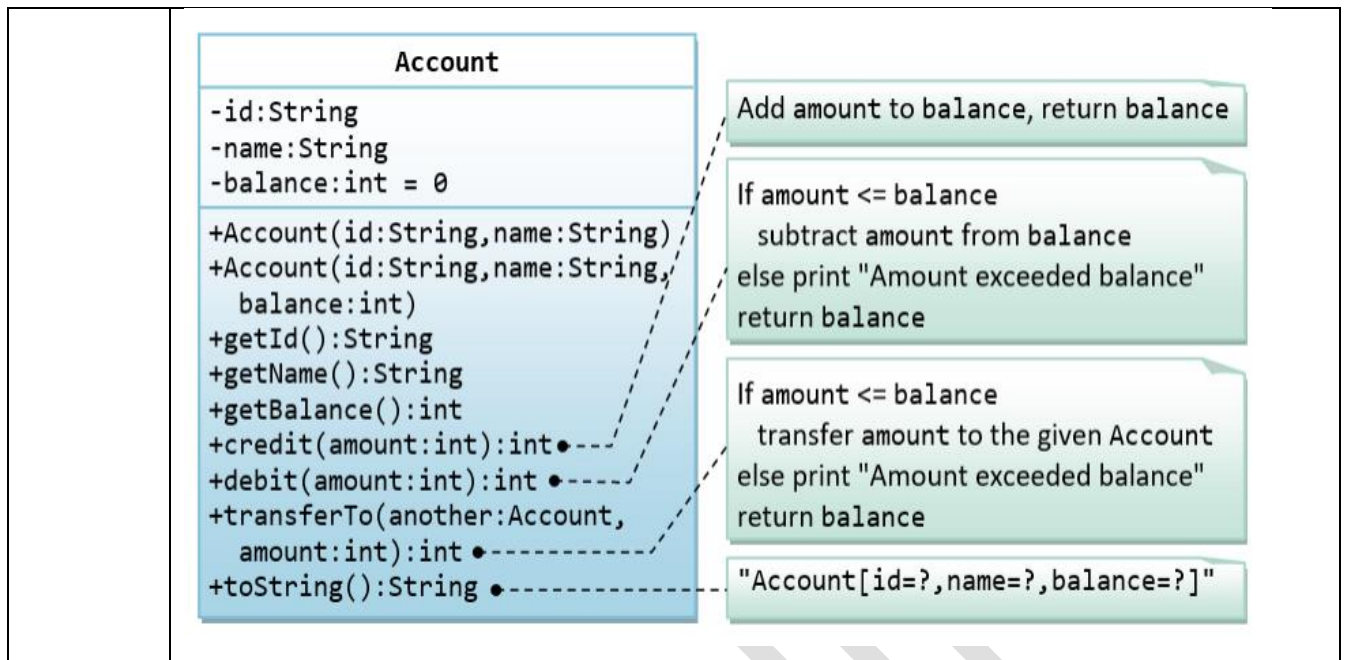 Account
-id:String
-name:String
-balance:int = 0
+Account(id:String,name:String)
+Account(id:String,name:String,
balance:int)
+getId():String
+getName():String
+getBalance():int
+credit(amount:int):int
+debit(amount:int):int
+transferTo(another:Account,
amount:int):int
+toString():String
Add amount to balance, return balance
If amount <= balance
subtract amount from balance
else print "Amount exceeded balance"
return balance
If amount <= balance
transfer amount to the given Account
else print "Amount exceeded balance"
return balance
"Account[id=?,name=?,balance=?]"